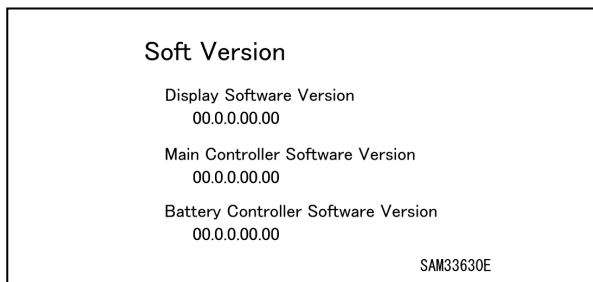 Soft Version
Display Software Version
00.0.0.00.00
Main Controller Software Version
00.0.0.00.00
Battery Controller Software Version
00.0.0.00.00
SAM33630E